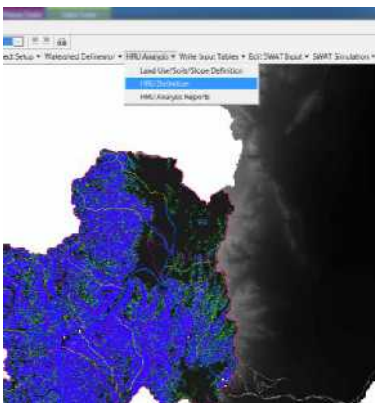 ect Setup ▾ Watershed Delineator ▾ HRU Analysis ▾ Write Input Tables ▾ Edit SWAT Input ▾ SWAT Simulation ▾
Land Use/Soils/Slope Definition
HRU Definition
HRU Analysis Reports